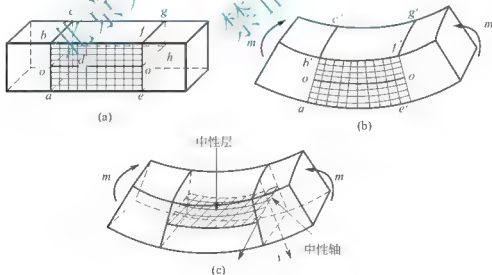 c g
b f
d h
o o
a e
(a)
c' g'
m m
b' f'
o o
a e'
(b)
中性层
m m
中性轴
(c)